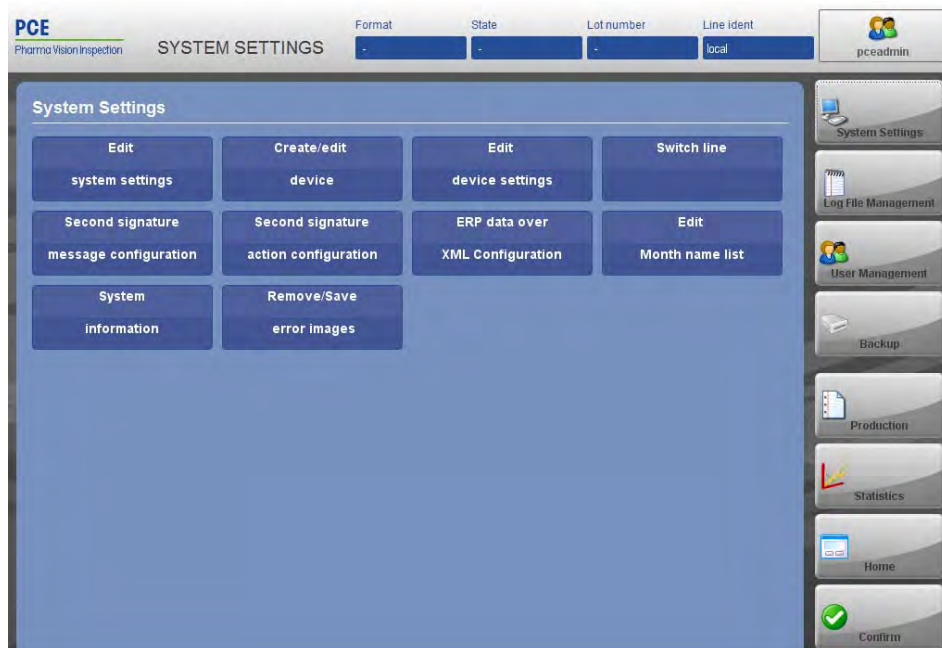 PCE
Pharma Vision Inspection
SYSTEM SETTINGS
Format
-
State
-
Lot number
-
Line ident
local
pceadmin
System Settings
Edit
system settings
Create/edit
device
Edit
device settings
Switch line
Second signature
message configuration
Second signature
action configuration
ERP data over
XML Configuration
Edit
Month name list
System
information
Remove/Save
error images
System Settings
Log File Management
User Management
Backup
Production
Statistics
Home
Confirm